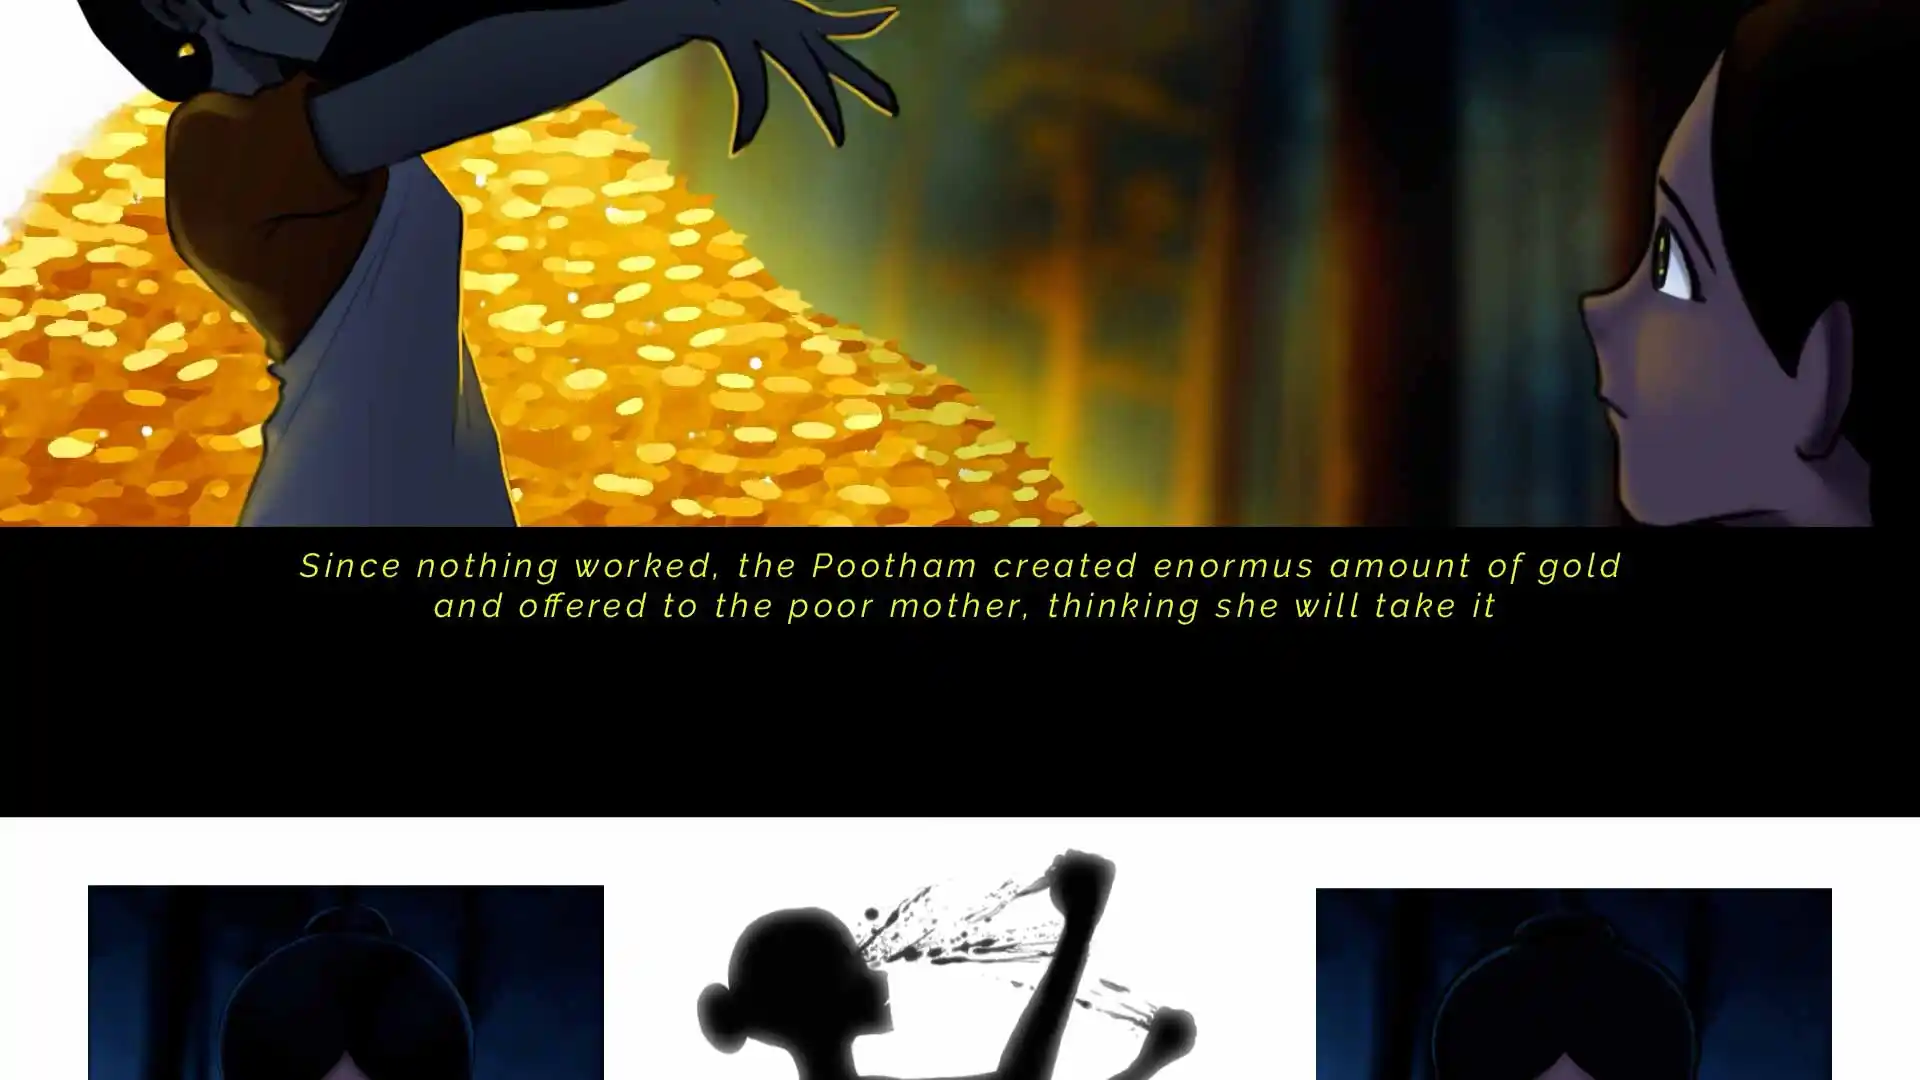 Since nothing worked, the Pootham created enormus amount of gold
and offered to the poor mother, thinking she will take it